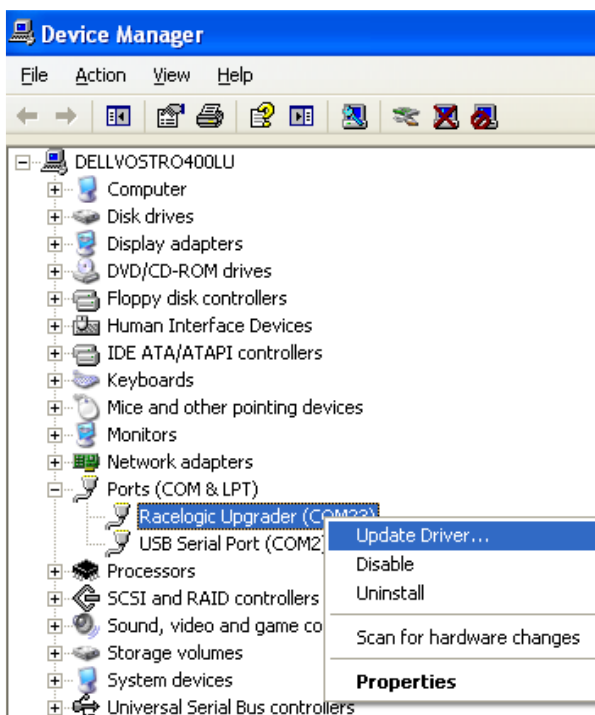 Device Manager
File Action View Help
DELLVOSTRO400LU
Computer
Disk drives
Display adapters
DVD/CD-ROM drives
Floppy disk controllers
Human Interface Devices
IDE ATA/ATAPI controllers
Keyboards
Mice and other pointing devices
Monitors
Network adapters
Ports (COM & LPT)
Racelogic Upgrader (COM23)
USB Serial Port (COM2)
Processors
SCSI and RAID controllers
Sound, video and game co
Storage volumes
System devices
Universal Serial Bus controllers
Update Driver...
Disable
Uninstall
Scan for hardware changes
Properties